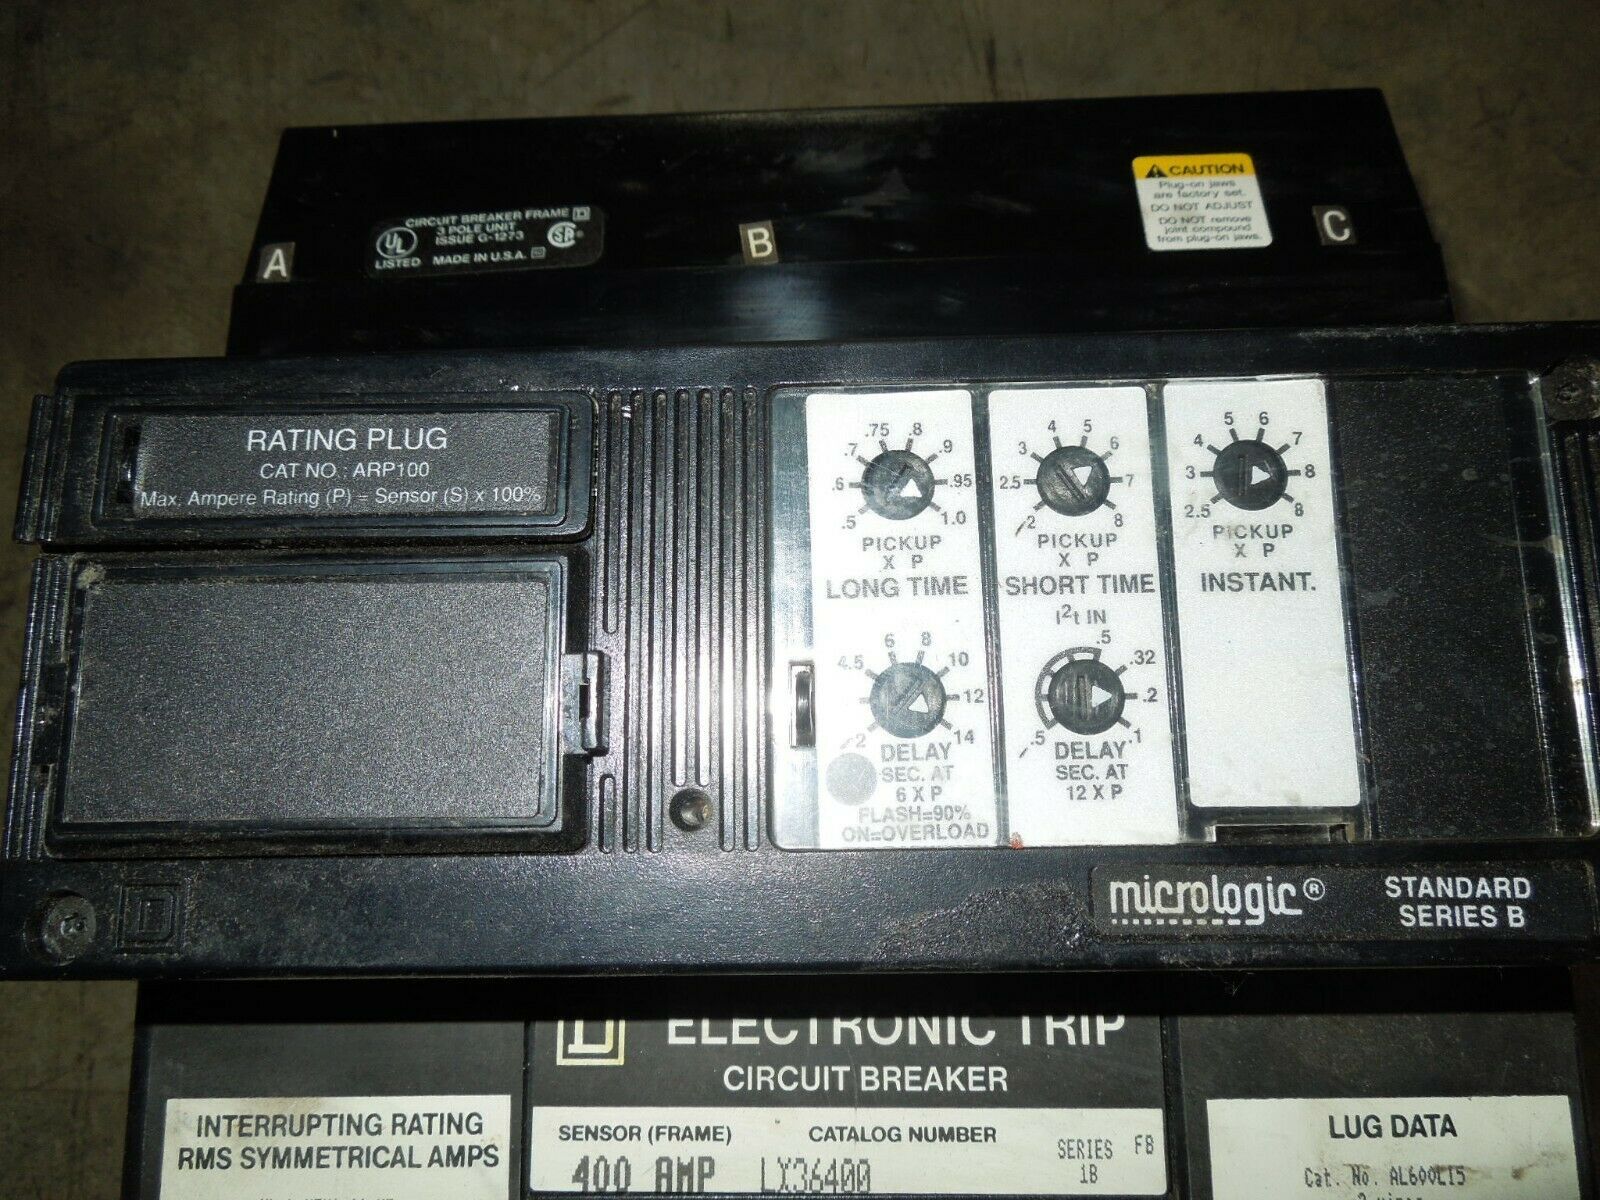 CIRCUIT BREAKER FRAME
3 POLE UNIT
ISSUE G-1273
UL
LISTED
MADE IN U.S.A.
A
B
C
CAUTION
Plug-on jaws
are factory set.
DO NOT ADJUST
DO NOT remove
joint compound
from plug-on jaws.
RATING PLUG
CAT NO : ARP100
Max. Ampere Rating (P) = Sensor (S) x 100%
.5 .6 .7 .75 .8 .9 .95 1.0
PICKUP
X P
LONG TIME
2 4.5 6 8 10 12 14
DELAY
SEC. AT
6 X P
FLASH=90%
ON=OVERLOAD
2 2.5 3 4 5 6 7 8
PICKUP
X P
SHORT TIME
I²t IN
.5 .5 .32 .2 .1
DELAY
SEC. AT
12 X P
2.5 3 4 5 6 7 8 8
PICKUP
X P
INSTANT.
micrologic®
STANDARD
SERIES B
ELECTRONIC TRIP
CIRCUIT BREAKER
INTERRUPTING RATING
RMS SYMMETRICAL AMPS
SENSOR (FRAME)
400 AMP
CATALOG NUMBER
LX36400
SERIES FB
1B
LUG DATA
Cat. No. AL600LI5